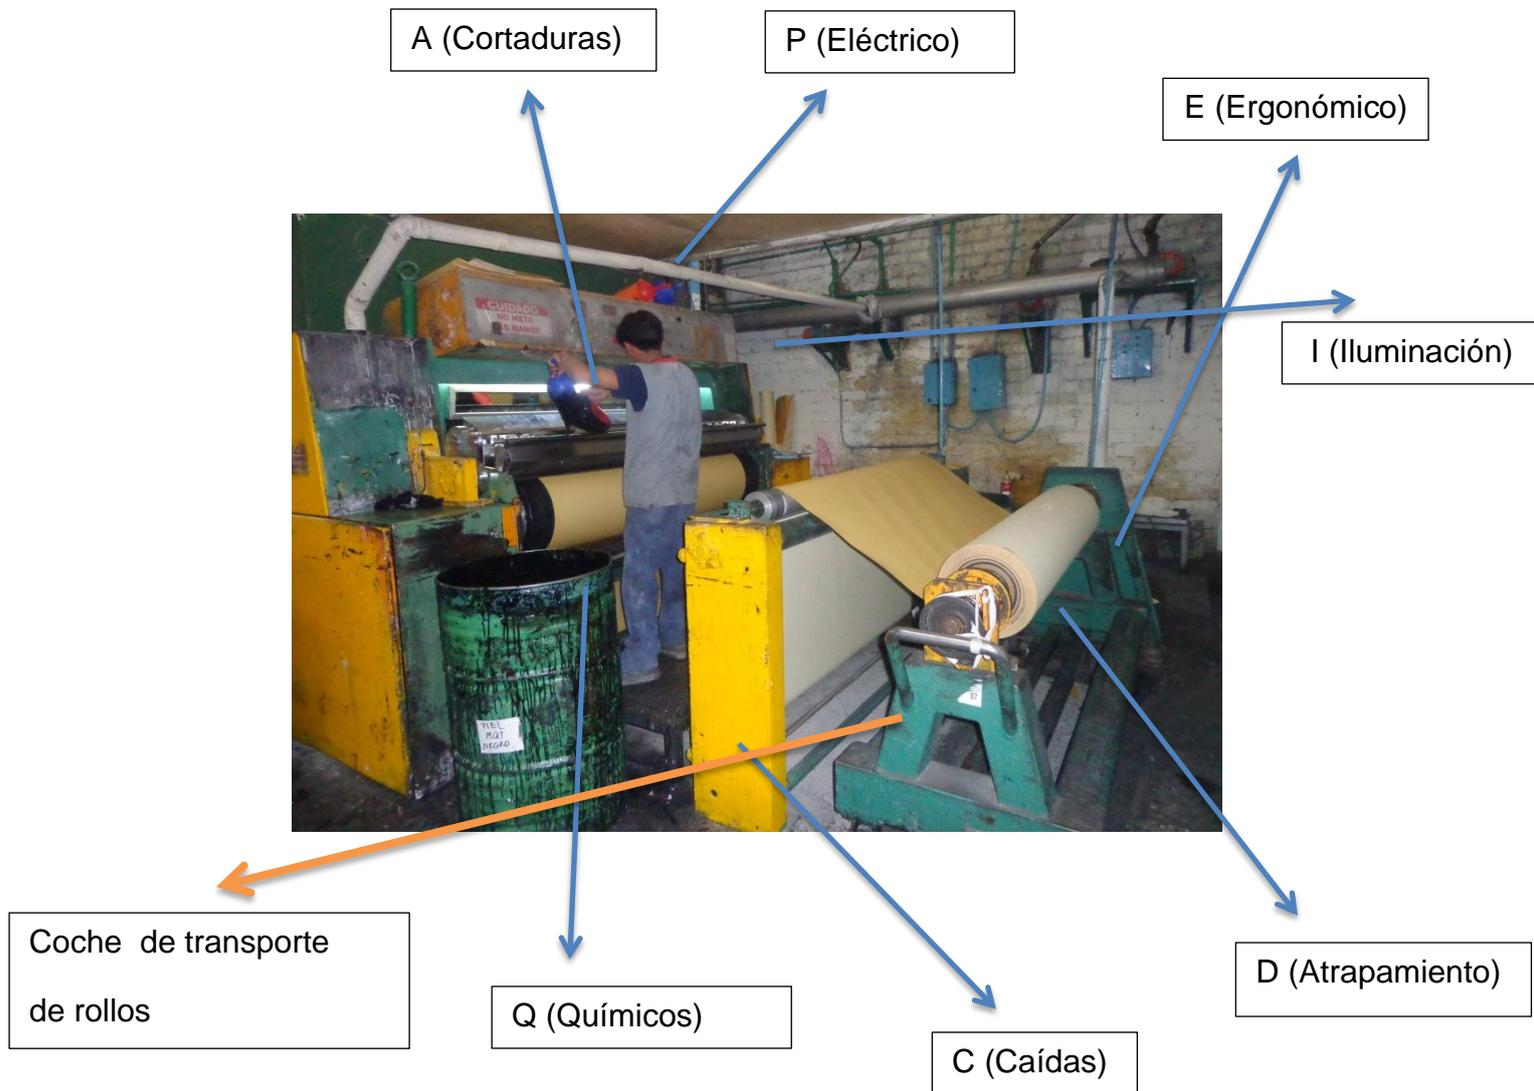 A (Cortaduras)
P (Eléctrico)
E (Ergonómico)
I (Iluminación)
CUIDADO
NO META
LAS MANOS
PIEL
MQT
NEGRO
Coche de transporte
de rollos
Q (Químicos)
C (Caídas)
D (Atrapamiento)